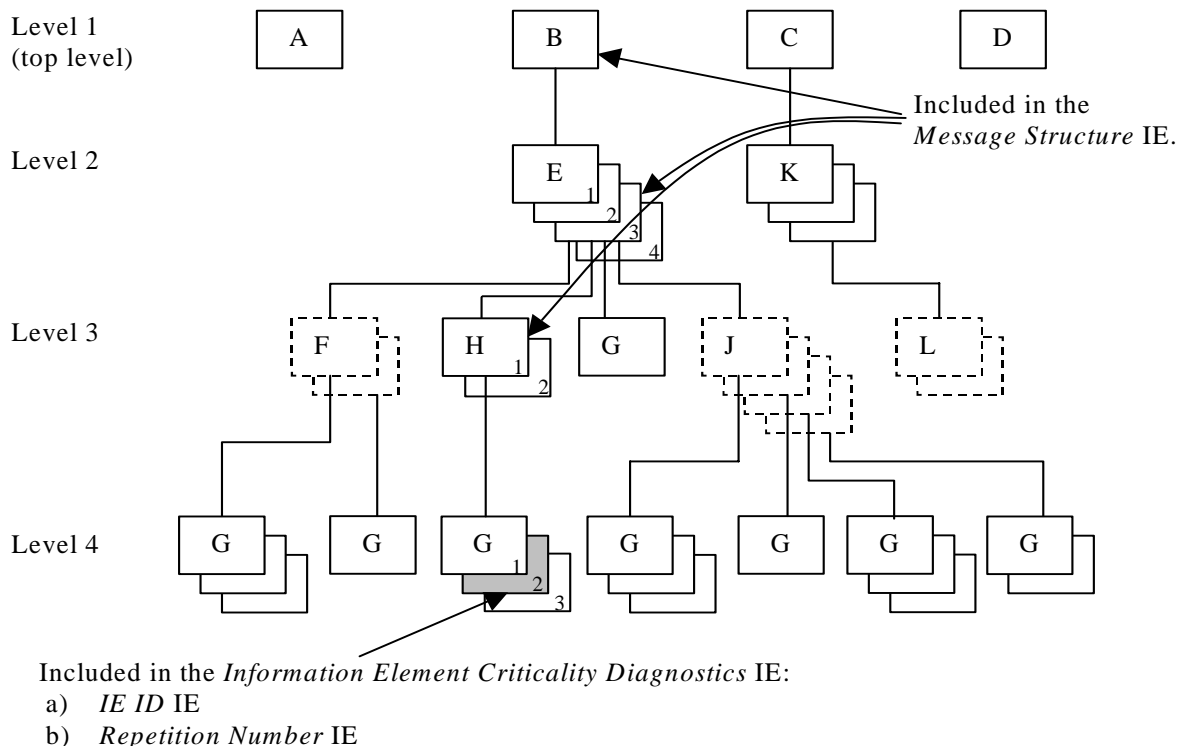 Level 1
(top level)
A B C D
Included in the
Message Structure IE.
Level 2
E K
1
2
3
4
Level 3
F H G J L
1
2
Level 4
G G G G G G G
1
2
3
Included in the Information Element Criticality Diagnostics IE:
a) IE ID IE
b) Repetition Number IE